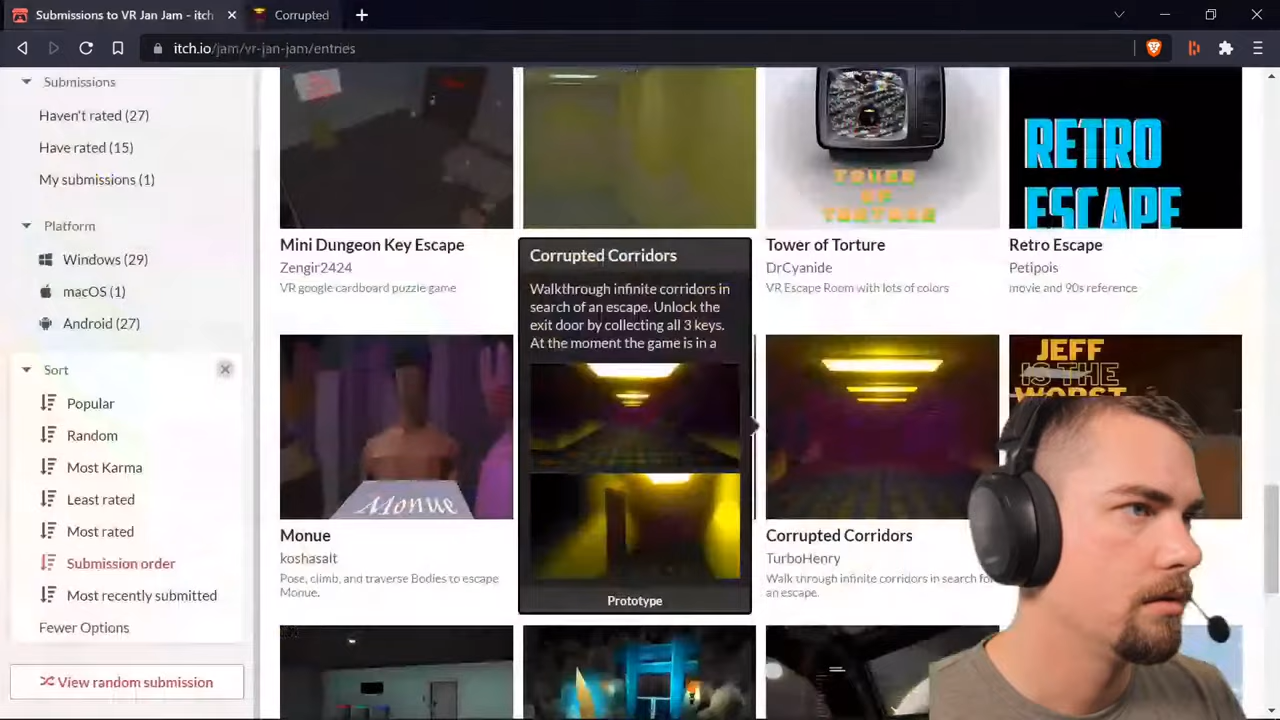 Submissions to VR Jan Jam - itch
Corrupted
itch.io/jam/vr-jan-jam/entries
Submissions
Haven't rated (27)
Have rated (15)
My submissions (1)
Platform
Windows (29)
macOS (1)
Android (27)
Sort
Popular
Random
Most Karma
Least rated
Most rated
Submission order
Most recently submitted
Fewer Options
View random submission
Mini Dungeon Key Escape
Zengir2424
VR google cardboard puzzle game
TOWER
OF
TORTURE
Tower of Torture
DrCyanide
VR Escape Room with lots of colors
RETRO
ESCAPE
Retro Escape
Petipois
movie and 90s reference
Corrupted Corridors
Walkthrough infinite corridors in
search of an escape. Unlock the
exit door by collecting all 3 keys.
At the moment the game is in a
Prototype
Monue
Monue
koshasalt
Pose, climb, and traverse Bodies to escape
Monue.
Corrupted Corridors
TurboHenry
Walk through infinite corridors in search for
an escape.
JEFF
IS THE
WORST